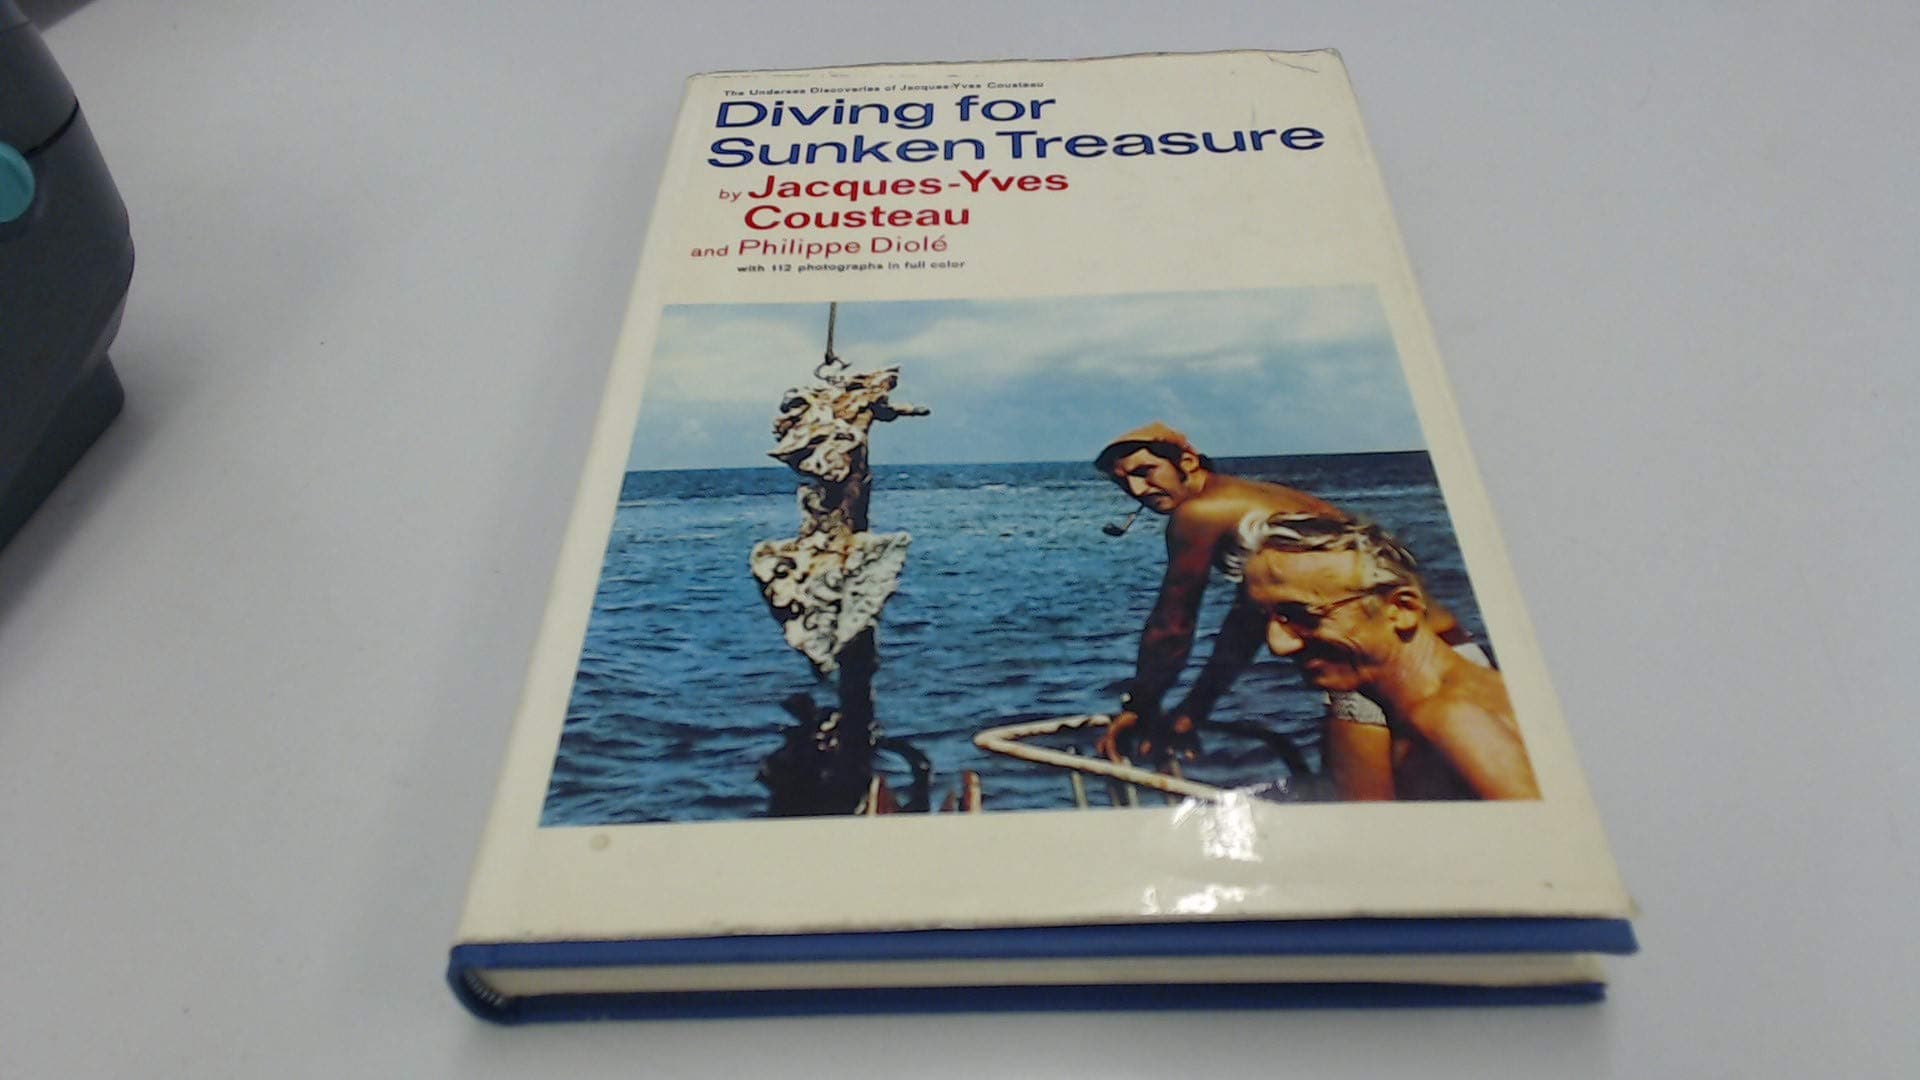 The Undersea Discoveries of Jacques-Yves Cousteau
Diving for
Sunken Treasure
by Jacques-Yves
Cousteau
and Philippe Diolé
with 112 photographs in full color